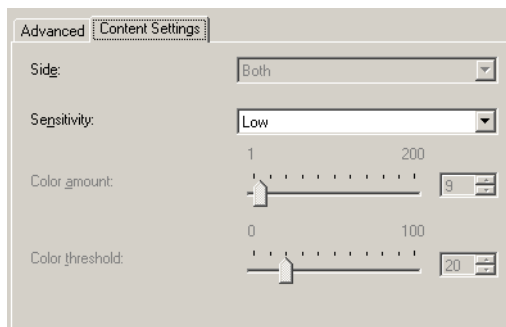 Advanced Content Settings
Side: Both
Sensitivity: Low
1 200
Color amount: 9
0 100
Color threshold: 20